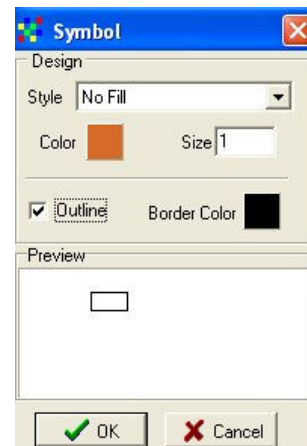 Symbol
Design
Style No Fill
Color Size 1
Outline Border Color
Preview
OK Cancel